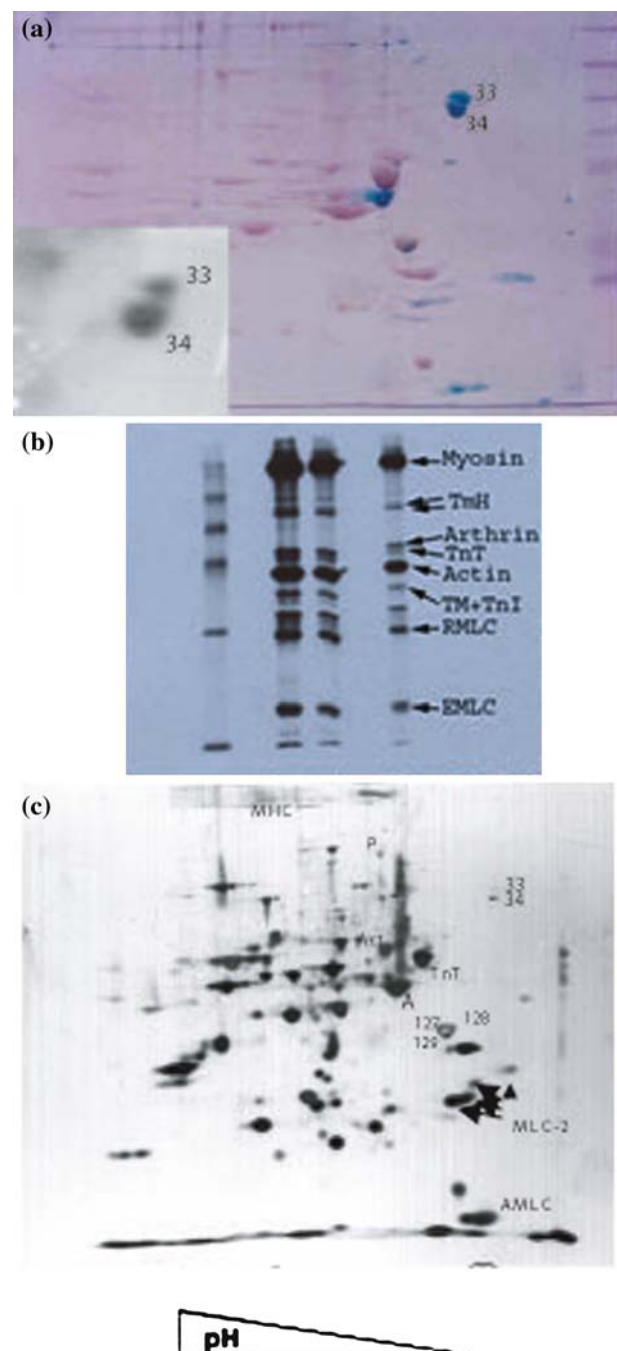 (a)
33
34
33
34
(b)
Myosin
TmH
Arthrin
TnT
Actin
TM+TnI
RMLC
EMLC
(c)
MHC
P
33
34
TnT
A
127 128
129
MLC-2
AMLC
pH